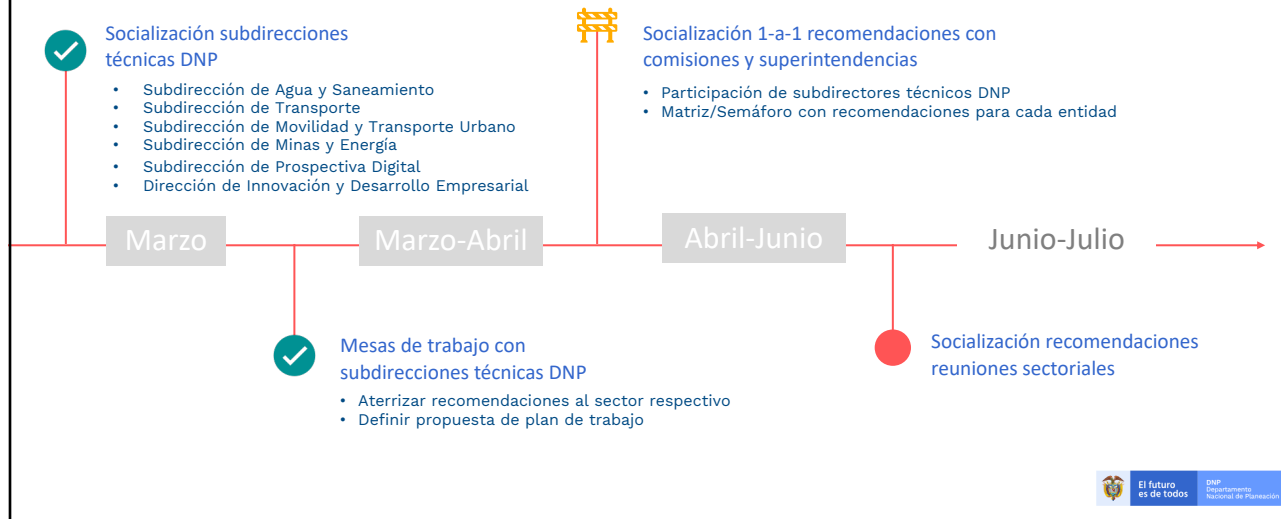 Socialización subdirecciones
técnicas DNP
• Subdirección de Agua y Saneamiento
• Subdirección de Transporte
• Subdirección de Movilidad y Transporte Urbano
• Subdirección de Minas y Energía
• Subdirección de Prospectiva Digital
• Dirección de Innovación y Desarrollo Empresarial
Socialización 1-a-1 recomendaciones con
comisiones y superintendencias
• Participación de subdirectores técnicos DNP
• Matriz/Semáforo con recomendaciones para cada entidad
Marzo
Marzo-Abril
Abril-Junio
Junio-Julio
Mesas de trabajo con
subdirecciones técnicas DNP
• Aterrizar recomendaciones al sector respectivo
• Definir propuesta de plan de trabajo
Socialización recomendaciones
reuniones sectoriales
El futuro
es de todos
DNP
Departamento
Nacional de Planeación